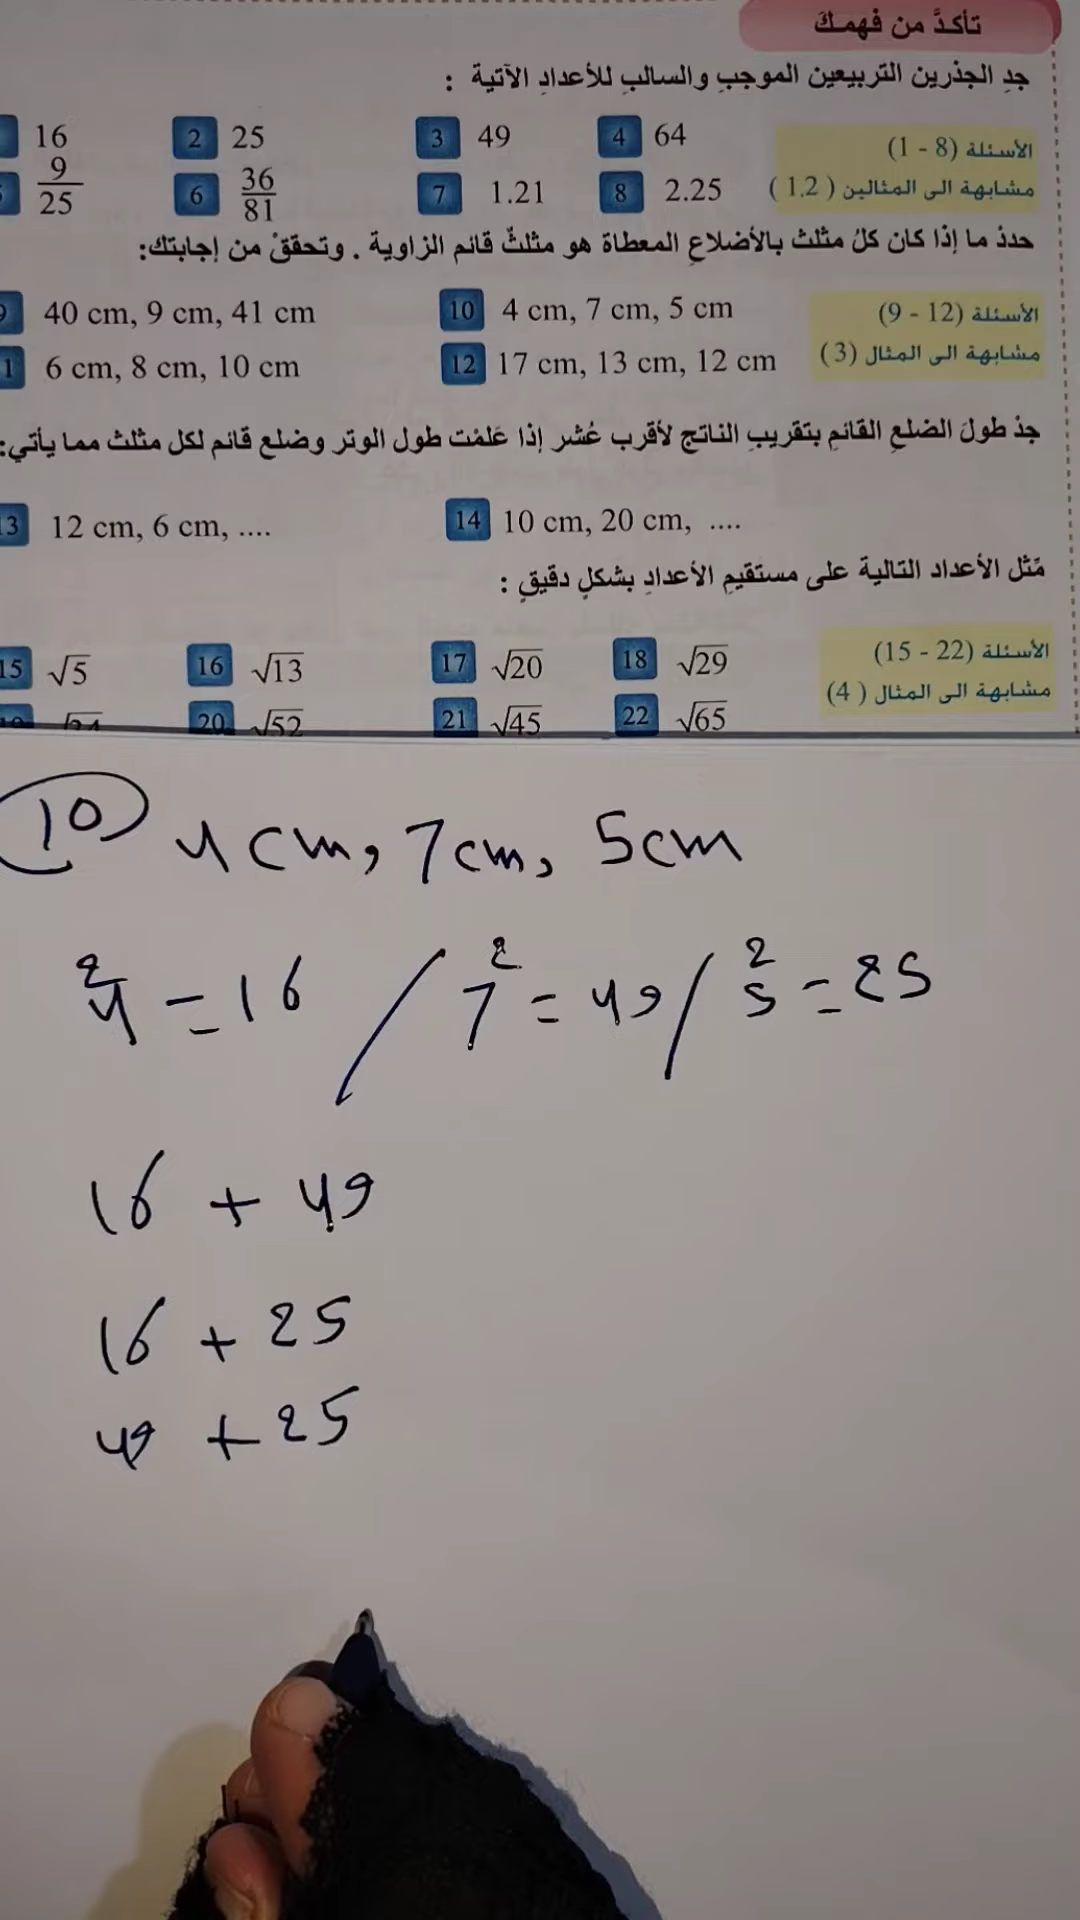 تأكدَّ من فهمكَ
جدِ الجذرين التربيعين الموجبِ والسالبِ للأعدادِ الآتية :
الأسئلة (8 - 1)
مشابهة الى المثالين (1.2 )
16 2 25 3 49 4 64
9/25 6 36/81 7 1.21 8 2.25
حددْ ما إذا كان كلُ مثلث بالأضلاعِ المعطاة هو مثلثٌ قائم الزاوية . وتحققْ من إجابتك:
الأسئلة (12 - 9)
مشابهة الى المثال (3)
9 40 cm, 9 cm, 41 cm 10 4 cm, 7 cm, 5 cm
1 6 cm, 8 cm, 10 cm 12 17 cm, 13 cm, 12 cm
جدْ طولَ الضلعِ القائمِ بتقريبِ الناتج لأقرب عُشر إذا عَلمْت طول الوتر وضلع قائم لكل مثلث مما يأتي:
13 12 cm, 6 cm, .... 14 10 cm, 20 cm, ....
مّثل الأعداد التالية على مستقيمِ الأعدادِ بشكلٍ دقيقٍ :
الأسئلة (22 - 15)
مشابهة الى المثال (4 )
15 √5 16 √13 17 √20 18 √29
20 √52 21 √45 22 √65
10 4cm, 7cm, 5cm
4² = 16 / 7² = 49 / 5² = 25
16 + 49
16 + 25
49 + 25